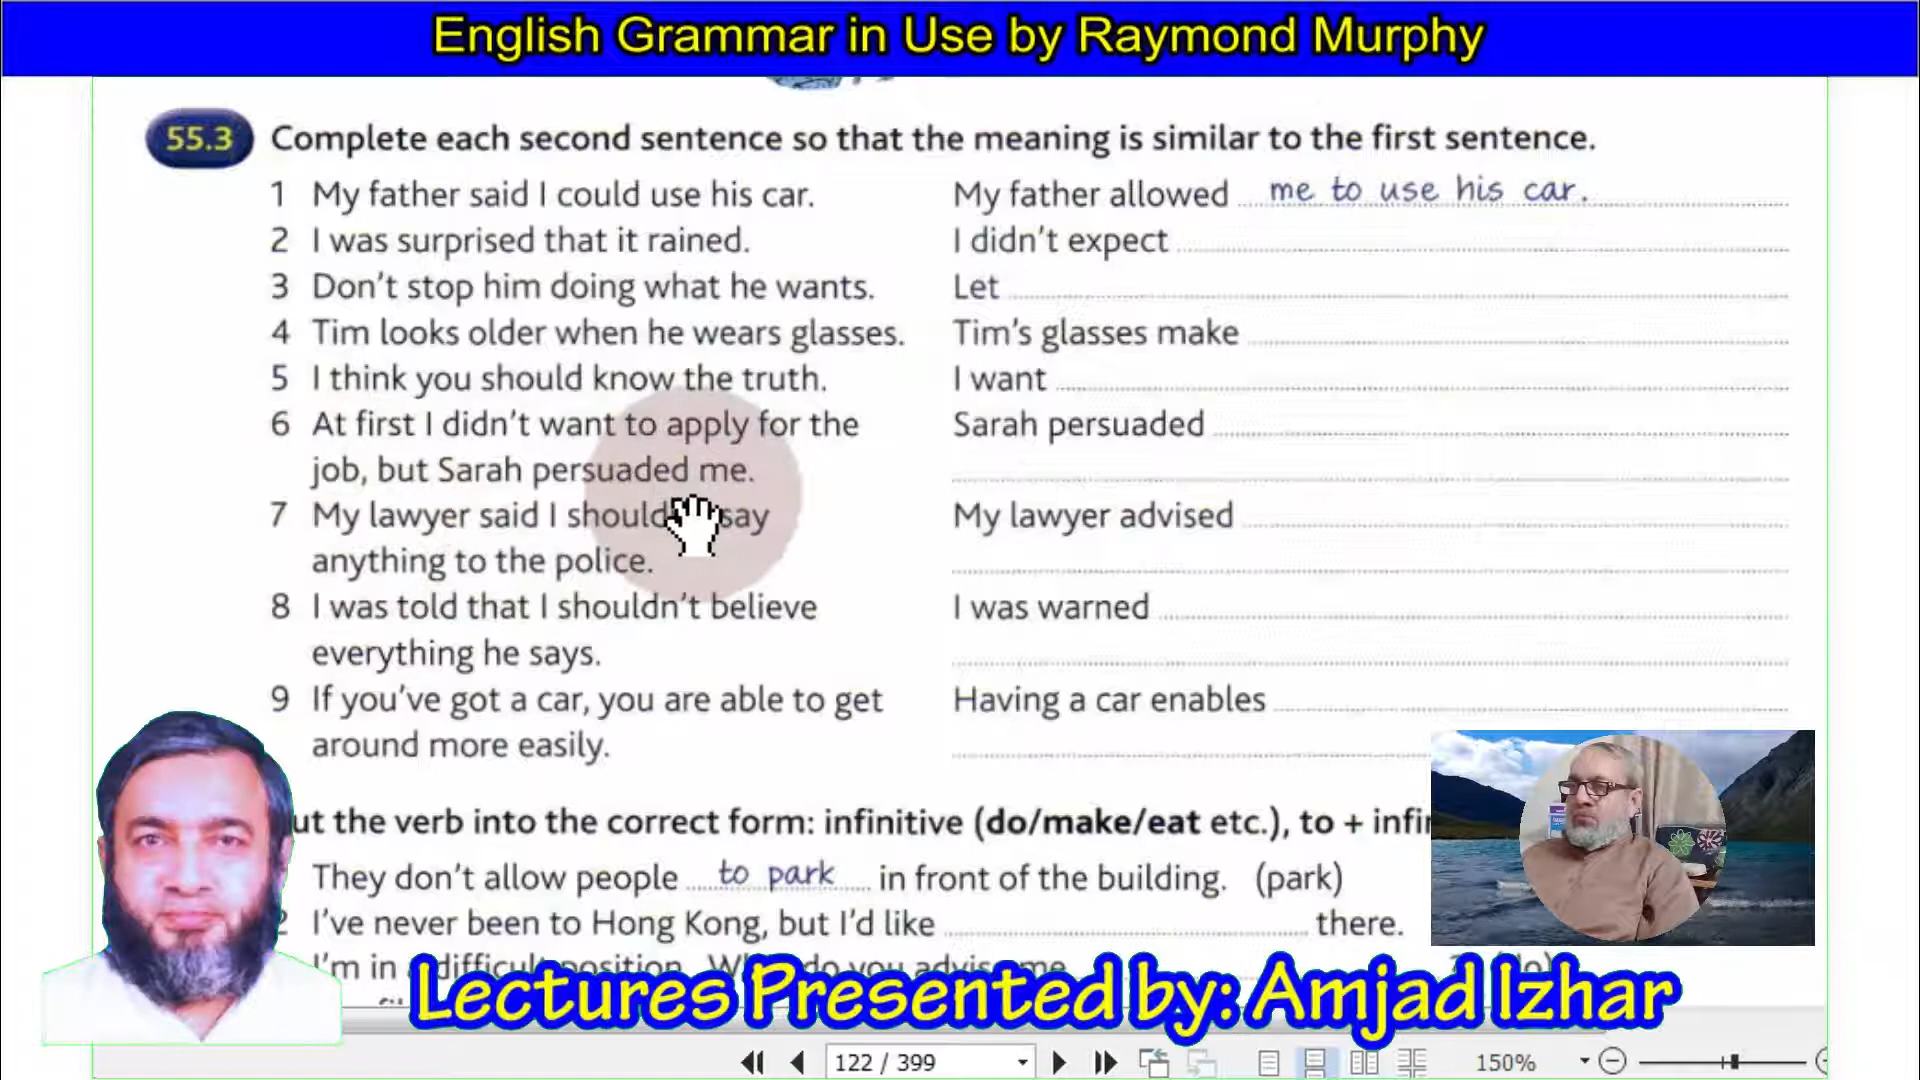 English Grammar in Use by Raymond Murphy
55.3 Complete each second sentence so that the meaning is similar to the first sentence.
1 My father said I could use his car. My father allowed me to use his car.
2 I was surprised that it rained. I didn't expect
3 Don't stop him doing what he wants. Let
4 Tim looks older when he wears glasses. Tim's glasses make
5 I think you should know the truth. I want
6 At first I didn't want to apply for the Sarah persuaded
job, but Sarah persuaded me.
7 My lawyer said I say My lawyer advised
anything to the police.
8 I was told that I shouldn't believe I was warned
everything he says.
9 If you've got a car, you are able to get Having a car enables
around more easily.
ut the verb into the correct form: infinitive (do/make/eat etc.), to +
They don't allow people to park in front of the building. (park)
2 I've never been to Hong Kong, but I'd like there.
I'm in difficult position. do you advise me
Lectures Presented by: Amjad Izhar
122 / 399
150%